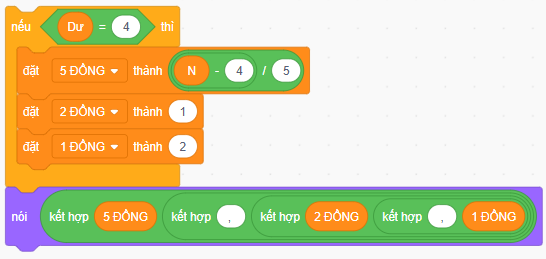 nếu Dư = 4 thì
đặt 5 ĐỒNG thành N - 4 / 5
đặt 2 ĐỒNG thành 1
đặt 1 ĐỒNG thành 2
nói kết hợp 5 ĐỒNG kết hợp , kết hợp 2 ĐỒNG kết hợp , 1 ĐỒNG